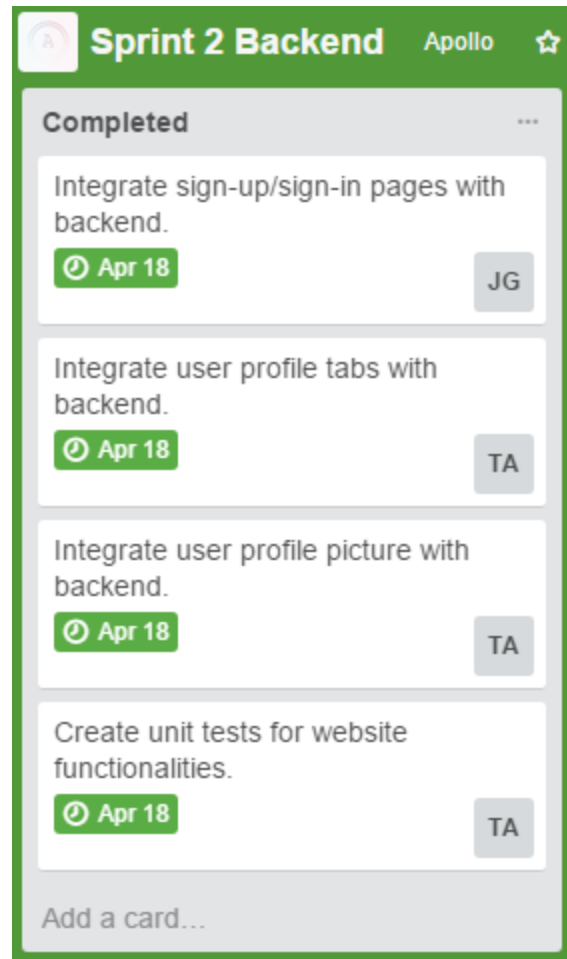 Sprint 2 Backend Apollo
Completed
Integrate sign-up/sign-in pages with
backend.
Apr 18
JG
Integrate user profile tabs with
backend.
Apr 18
TA
Integrate user profile picture with
backend.
Apr 18
TA
Create unit tests for website
functionalities.
Apr 18
TA
Add a card...